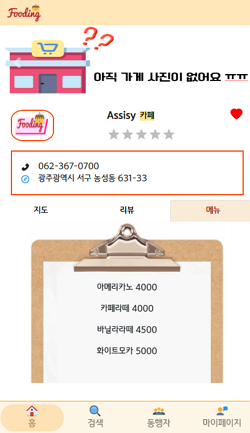 Fooding
??
아직 가게 사진이 없어요 ㅠㅠ
Fooding
Assisy 카페
062-367-0700
광주광역시 서구 농성동 631-33
지도 리뷰 메뉴
아메리카노 4000
카페라떼 4000
바닐라라떼 4500
화이트모카 5000
홈 검색 동행자 마이페이지